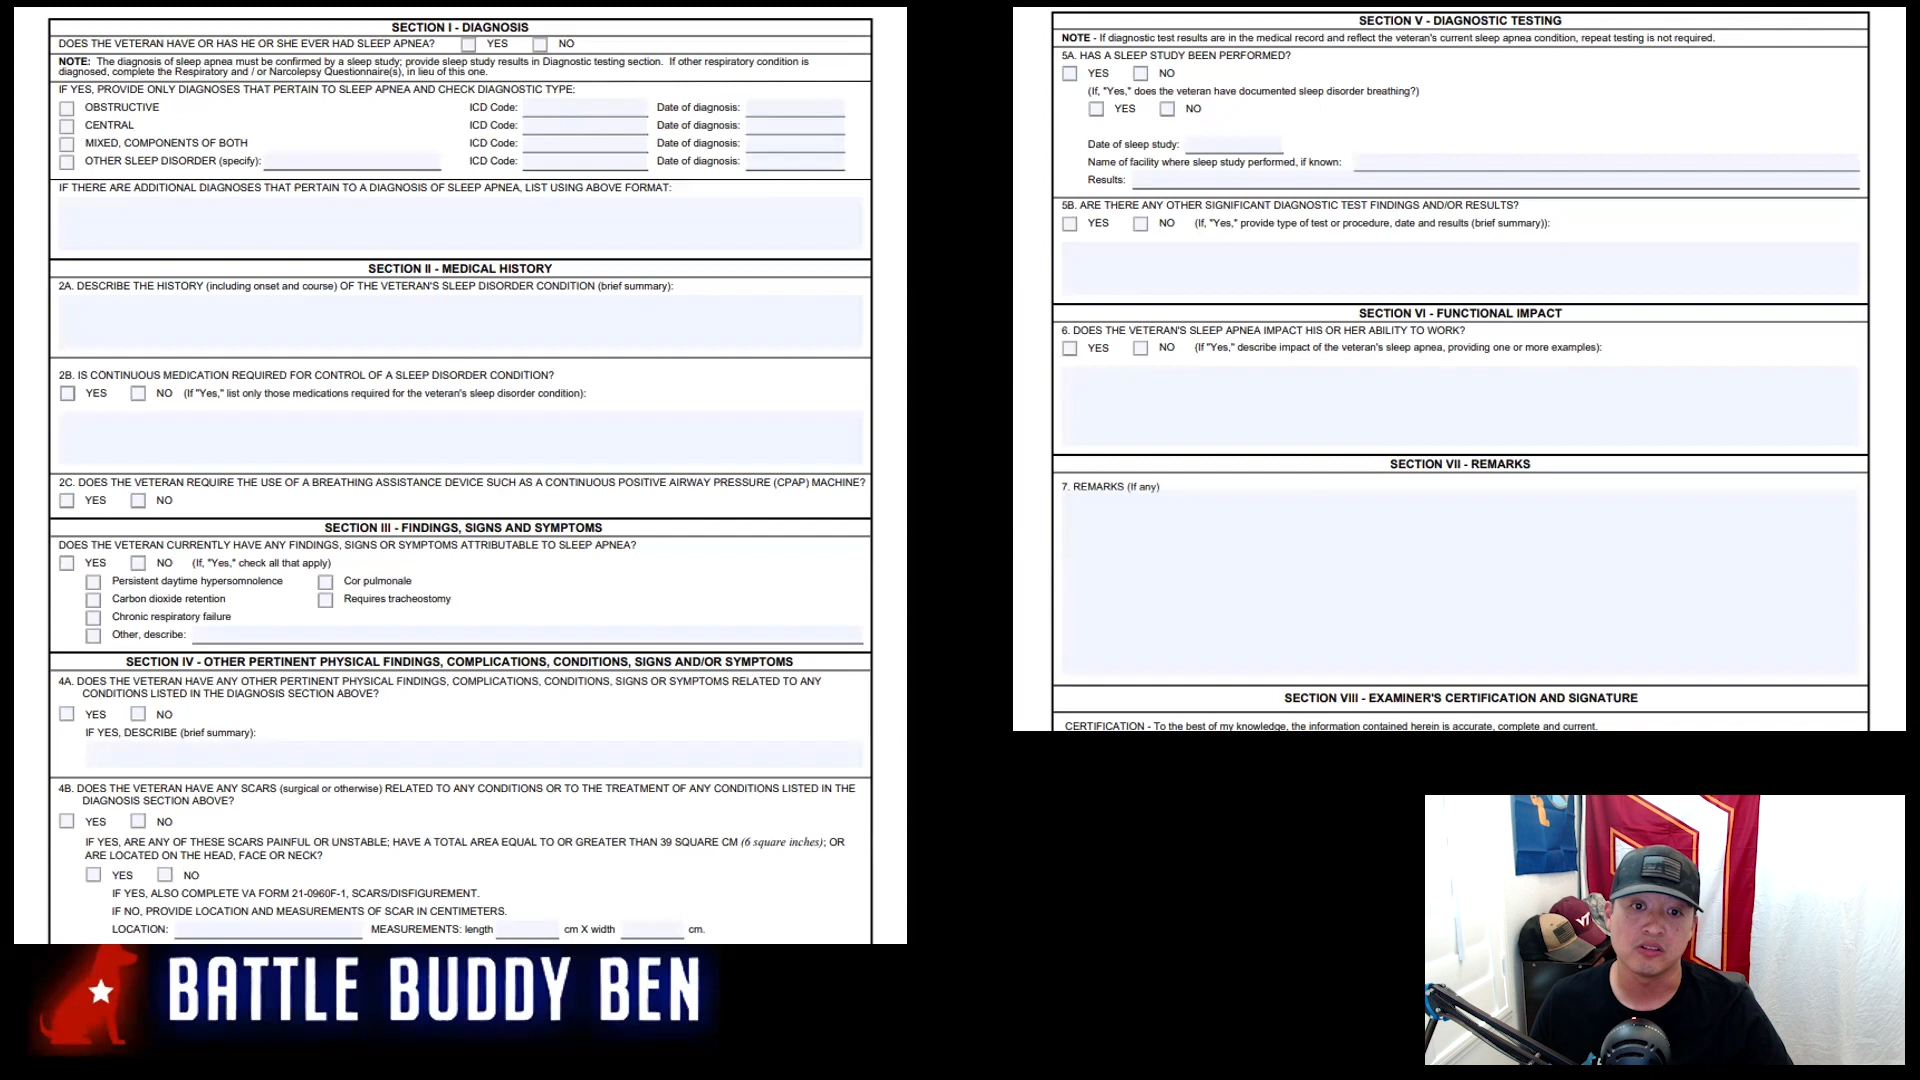 SECTION I - DIAGNOSIS
DOES THE VETERAN HAVE OR HAS HE OR SHE EVER HAD SLEEP APNEA? YES NO
NOTE: The diagnosis of sleep apnea must be confirmed by a sleep study; provide sleep study results in Diagnostic testing section. If other respiratory condition is
diagnosed, complete the Respiratory and / or Narcolepsy Questionnaire(s), in lieu of this one.
IF YES, PROVIDE ONLY DIAGNOSES THAT PERTAIN TO SLEEP APNEA AND CHECK DIAGNOSTIC TYPE:
OBSTRUCTIVE ICD Code: Date of diagnosis:
CENTRAL ICD Code: Date of diagnosis:
MIXED, COMPONENTS OF BOTH ICD Code: Date of diagnosis:
OTHER SLEEP DISORDER (specify): ICD Code: Date of diagnosis:
IF THERE ARE ADDITIONAL DIAGNOSES THAT PERTAIN TO A DIAGNOSIS OF SLEEP APNEA, LIST USING ABOVE FORMAT:
SECTION II - MEDICAL HISTORY
2A. DESCRIBE THE HISTORY (including onset and course) OF THE VETERAN'S SLEEP DISORDER CONDITION (brief summary):
2B. IS CONTINUOUS MEDICATION REQUIRED FOR CONTROL OF A SLEEP DISORDER CONDITION?
YES NO (If "Yes," list only those medications required for the veteran's sleep disorder condition):
2C. DOES THE VETERAN REQUIRE THE USE OF A BREATHING ASSISTANCE DEVICE SUCH AS A CONTINUOUS POSITIVE AIRWAY PRESSURE (CPAP) MACHINE?
YES NO
SECTION III - FINDINGS, SIGNS AND SYMPTOMS
DOES THE VETERAN CURRENTLY HAVE ANY FINDINGS, SIGNS OR SYMPTOMS ATTRIBUTABLE TO SLEEP APNEA?
YES NO (If, "Yes," check all that apply)
Persistent daytime hypersomnolence Cor pulmonale
Carbon dioxide retention Requires tracheostomy
Chronic respiratory failure
Other, describe:
SECTION IV - OTHER PERTINENT PHYSICAL FINDINGS, COMPLICATIONS, CONDITIONS, SIGNS AND/OR SYMPTOMS
4A. DOES THE VETERAN HAVE ANY OTHER PERTINENT PHYSICAL FINDINGS, COMPLICATIONS, CONDITIONS, SIGNS OR SYMPTOMS RELATED TO ANY
CONDITIONS LISTED IN THE DIAGNOSIS SECTION ABOVE?
YES NO
IF YES, DESCRIBE (brief summary):
4B. DOES THE VETERAN HAVE ANY SCARS (surgical or otherwise) RELATED TO ANY CONDITIONS OR TO THE TREATMENT OF ANY CONDITIONS LISTED IN THE
DIAGNOSIS SECTION ABOVE?
YES NO
IF YES, ARE ANY OF THESE SCARS PAINFUL OR UNSTABLE; HAVE A TOTAL AREA EQUAL TO OR GREATER THAN 39 SQUARE CM (6 square inches); OR
ARE LOCATED ON THE HEAD, FACE OR NECK?
YES NO
IF YES, ALSO COMPLETE VA FORM 21-0960F-1, SCARS/DISFIGUREMENT.
IF NO, PROVIDE LOCATION AND MEASUREMENTS OF SCAR IN CENTIMETERS.
LOCATION: MEASUREMENTS: length cm X width cm.
SECTION V - DIAGNOSTIC TESTING
NOTE - If diagnostic test results are in the medical record and reflect the veteran's current sleep apnea condition, repeat testing is not required.
5A. HAS A SLEEP STUDY BEEN PERFORMED?
YES NO
(If, "Yes," does the veteran have documented sleep disorder breathing?)
YES NO
Date of sleep study:
Name of facility where sleep study performed, if known:
Results:
5B. ARE THERE ANY OTHER SIGNIFICANT DIAGNOSTIC TEST FINDINGS AND/OR RESULTS?
YES NO (If, "Yes," provide type of test or procedure, date and results (brief summary)):
SECTION VI - FUNCTIONAL IMPACT
6. DOES THE VETERAN'S SLEEP APNEA IMPACT HIS OR HER ABILITY TO WORK?
YES NO (If "Yes," describe impact of the veteran's sleep apnea, providing one or more examples):
SECTION VII - REMARKS
7. REMARKS (If any)
SECTION VIII - EXAMINER'S CERTIFICATION AND SIGNATURE
CERTIFICATION - To the best of my knowledge, the information contained herein is accurate, complete and current.
BATTLE BUDDY BEN
VT